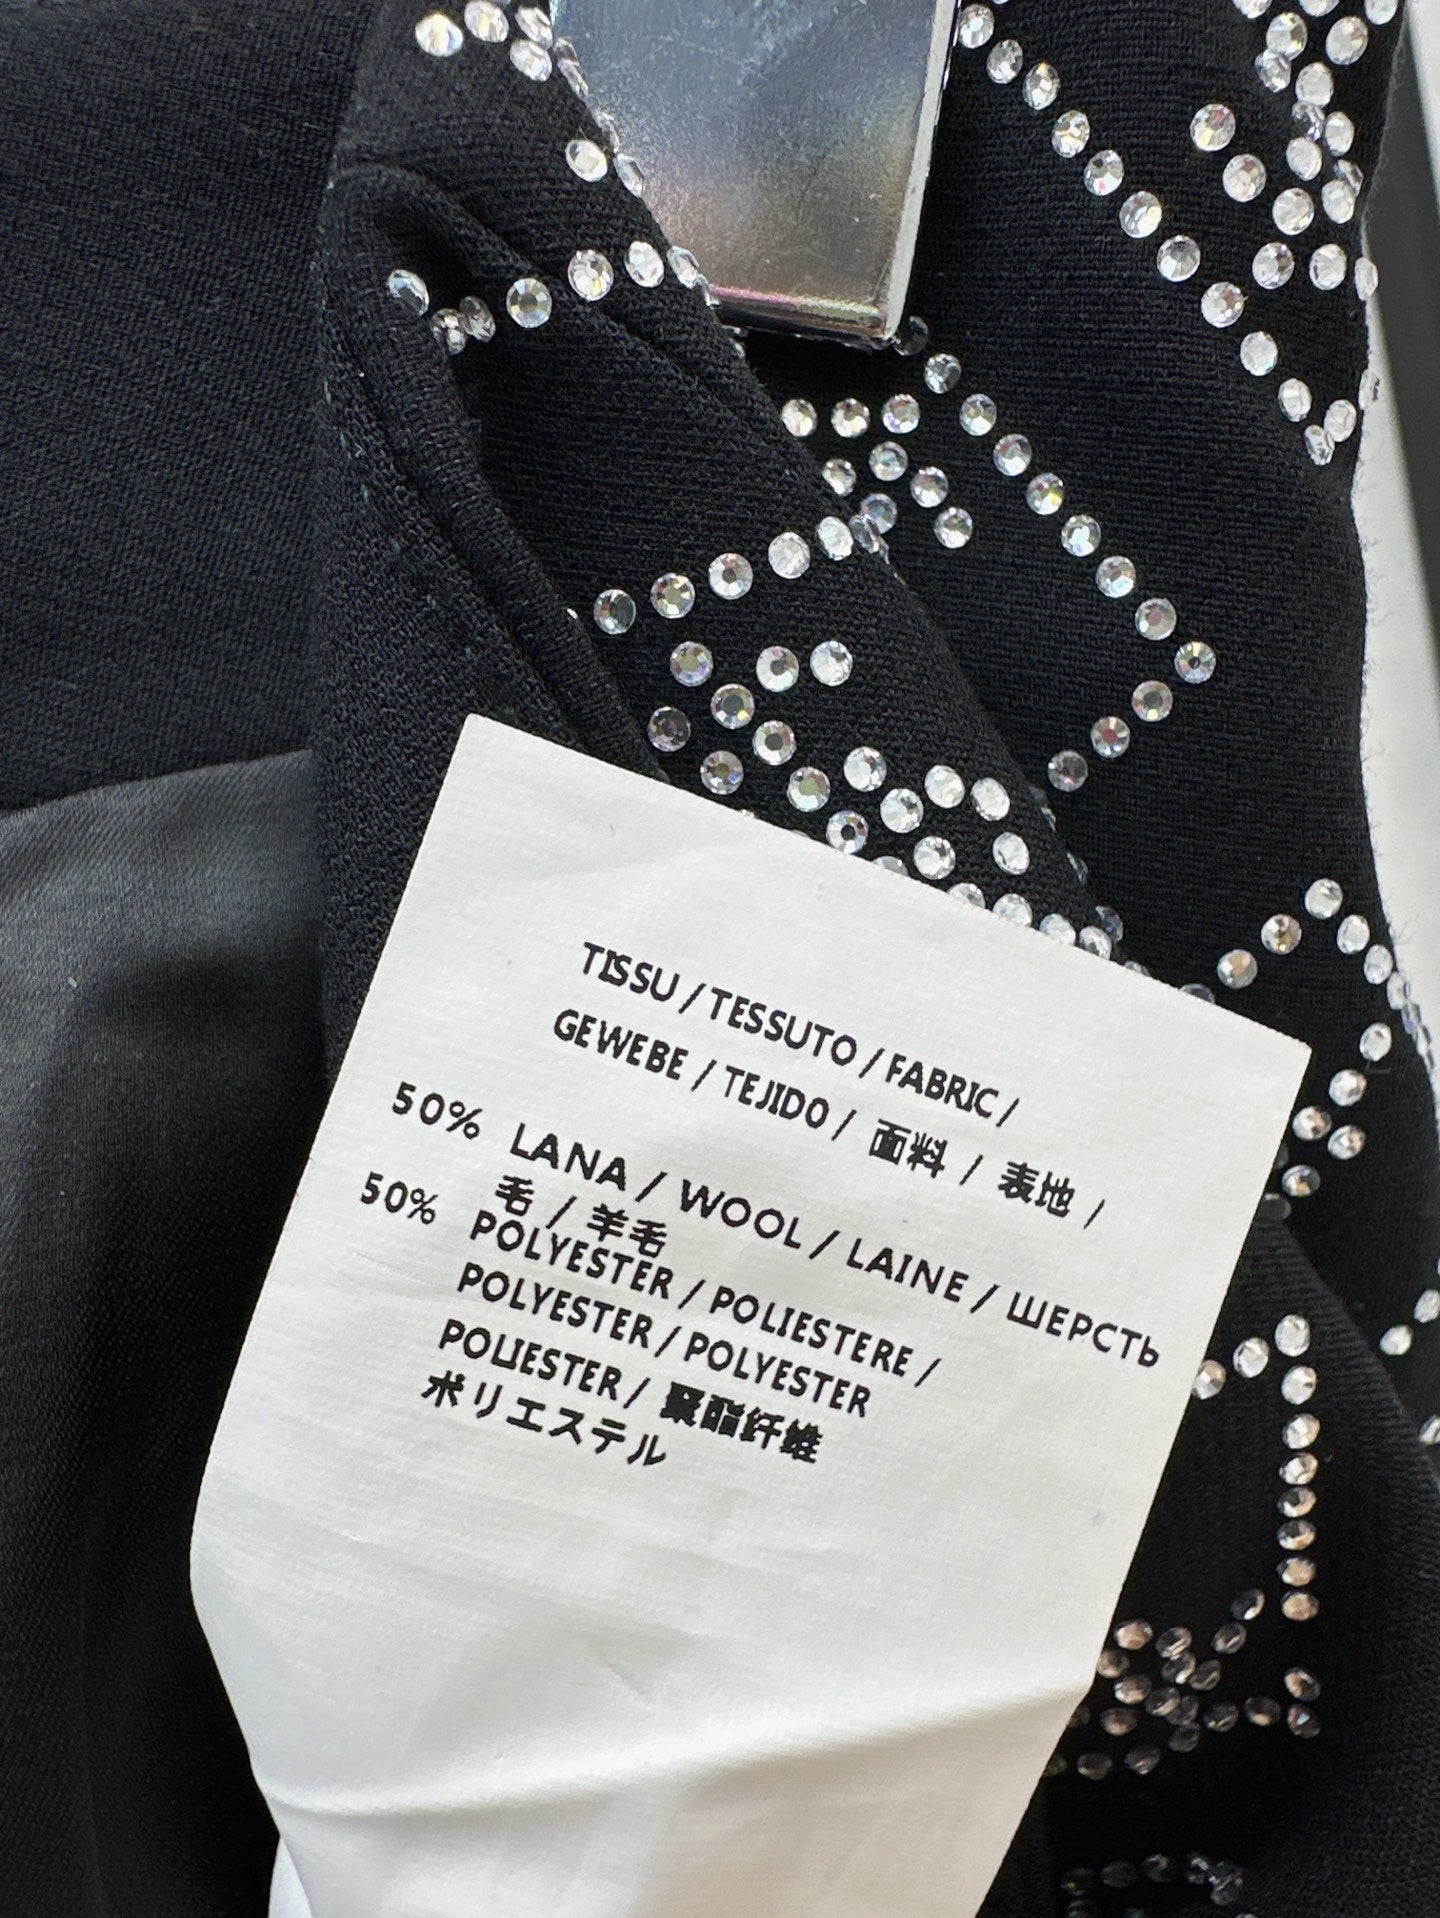 TISSU / TESSUTO / FABRIC /
GEWEBE / TEJIDO / 面料 / 表地 /
50% LANA / WOOL / LAINE / ШЕРСТЬ
毛 / 羊毛
50% POLYESTER / POLIESTERE /
POLYESTER / POLYESTER
POLIESTER / 聚酯纤维
ポリエステル